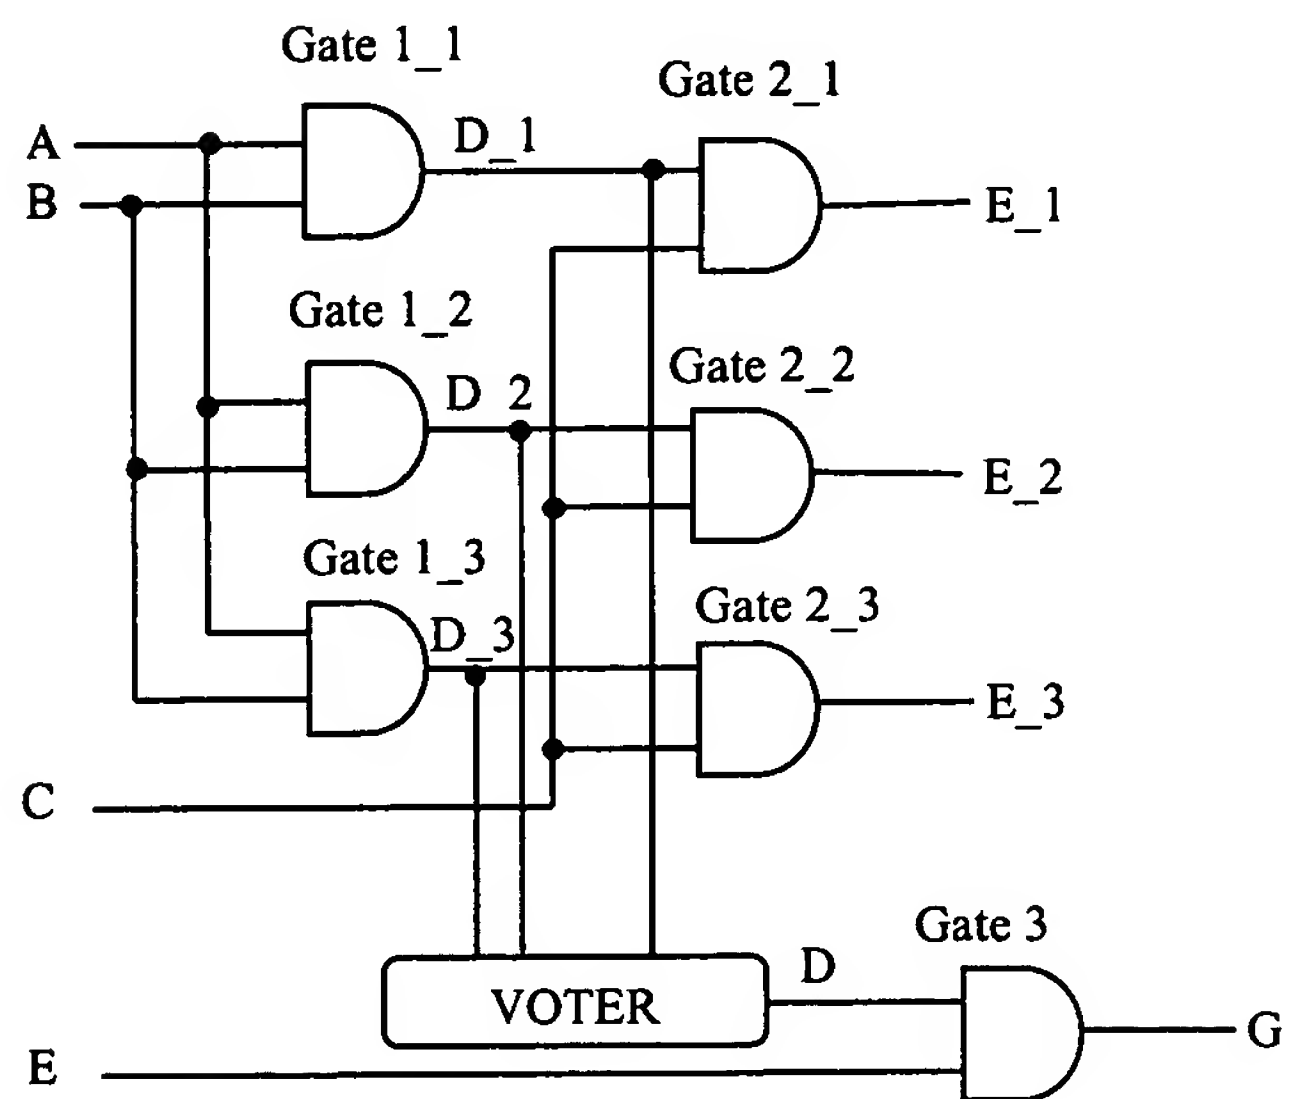 Gate 1_1
Gate 2_1
A
D_1
B
E_1
Gate 1_2
Gate 2_2
D_2
E_2
Gate 1_3
Gate 2_3
D_3
E_3
C
Gate 3
D
VOTER
G
E